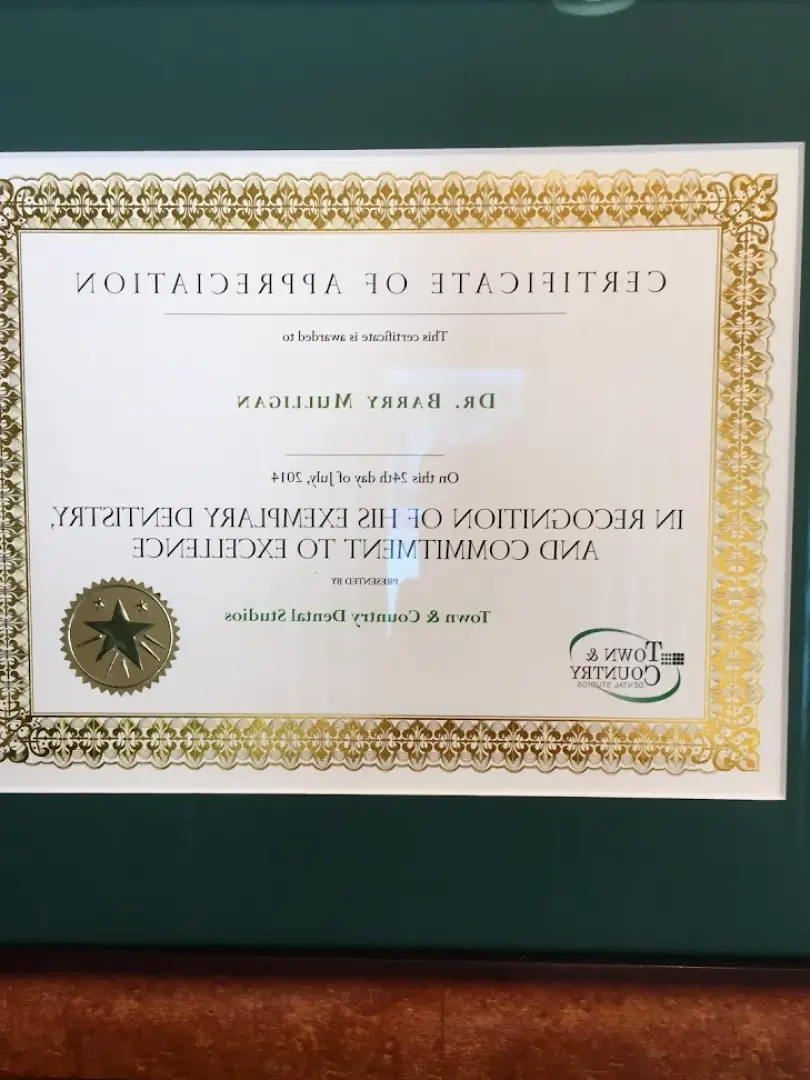 CERTIFICATE OF APPRECIATION
This certificate is awarded to
DR. BARRY MULLIGAN
On this 24th day of July, 2014
IN RECOGNITION OF HIS EXEMPLARY DENTISTRY,
AND COMMITMENT TO EXCELLENCE
PRESENTED BY
Town & Country Dental Studios
TOWN &
COUNTRY
DENTAL STUDIOS